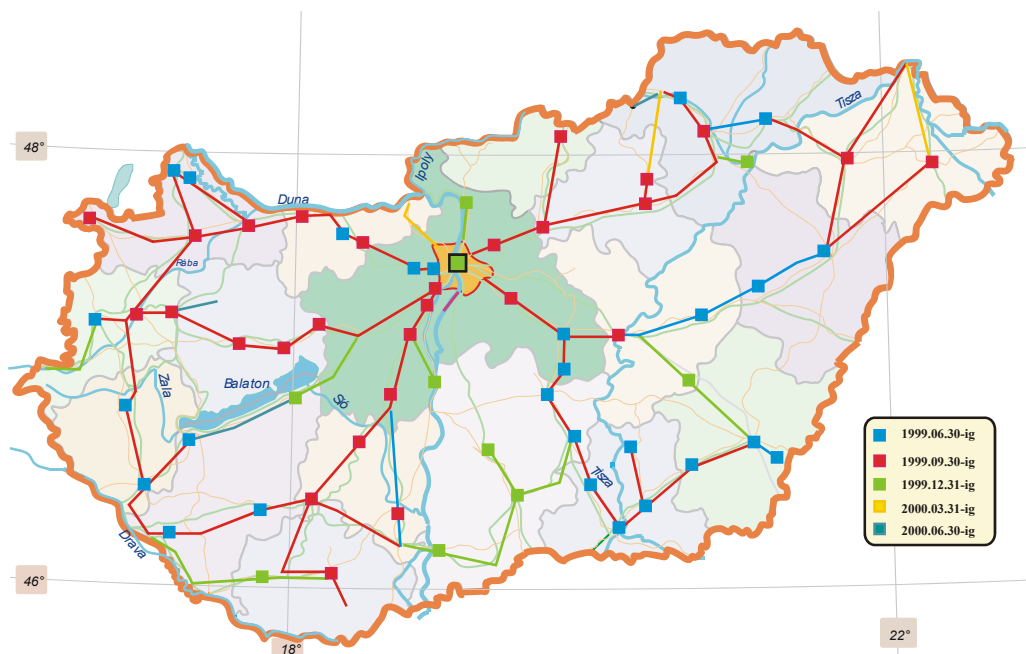 48°
Tisza
Ipoly
Duna
Rába
Zala
Balaton
Sjó
Tisza
Dráva
1999.06.30-ig
1999.09.30-ig
1999.12.31-ig
2000.03.31-ig
2000.06.30-ig
46°
18°
22°